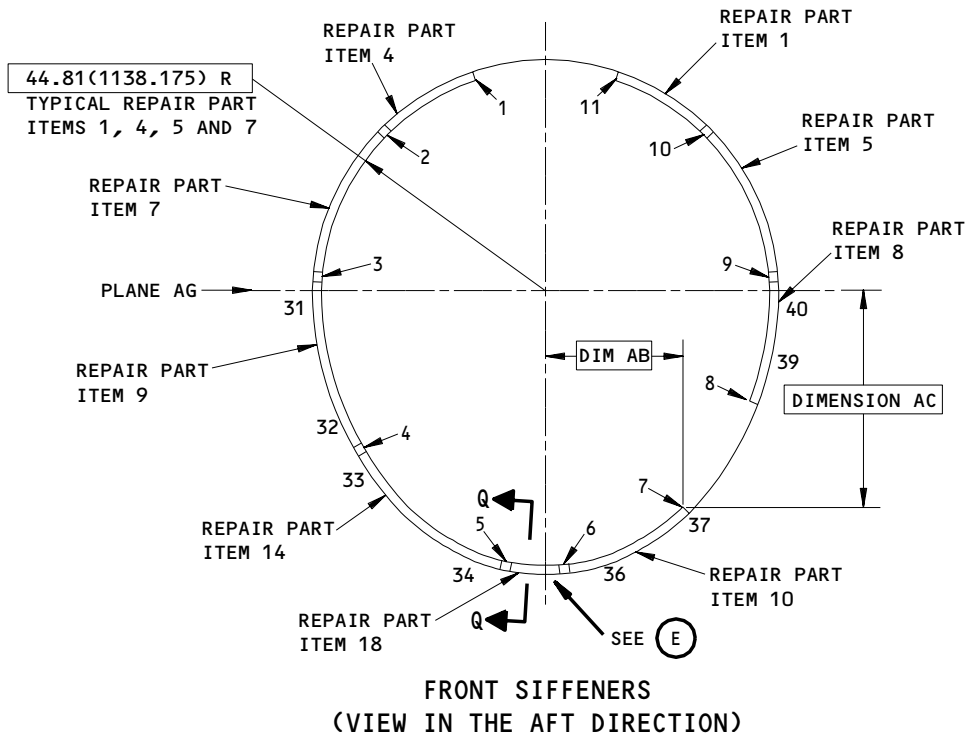 REPAIR PART
ITEM 4
REPAIR PART
ITEM 1
44.81(1138.175) R
TYPICAL REPAIR PART
ITEMS 1, 4, 5 AND 7
1
11
2
10
REPAIR PART
ITEM 5
REPAIR PART
ITEM 7
REPAIR PART
ITEM 8
3
9
PLANE AG
31
40
DIM AB
39
REPAIR PART
ITEM 9
8
DIMENSION AC
32
4
33
Q
7
37
REPAIR PART
ITEM 14
5
6
34
36
REPAIR PART
ITEM 10
REPAIR PART
ITEM 18
Q
SEE E
FRONT SIFFENERS
(VIEW IN THE AFT DIRECTION)